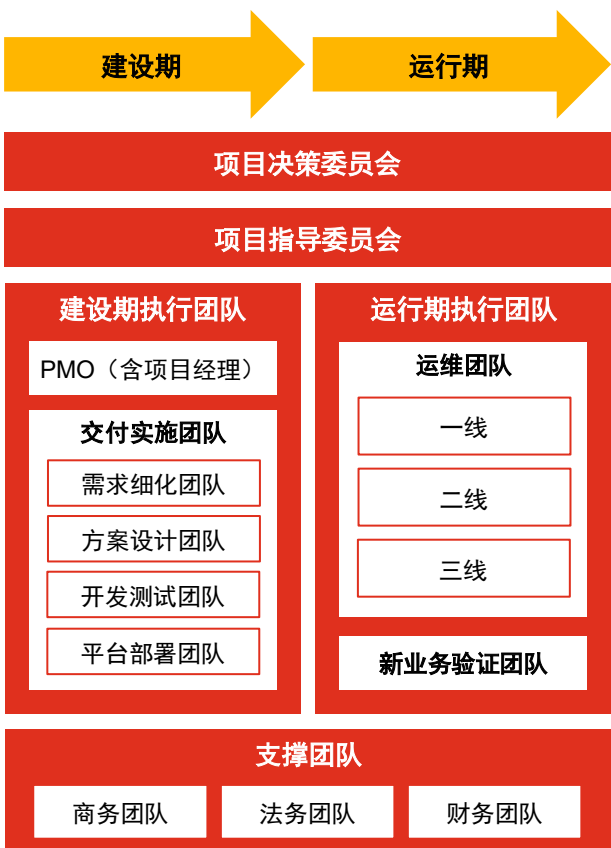 建设期
运行期
项目决策委员会
项目指导委员会
建设期执行团队
PMO（含项目经理）
交付实施团队
需求细化团队
方案设计团队
开发测试团队
平台部署团队
运行期执行团队
运维团队
一线
二线
三线
新业务验证团队
支撑团队
商务团队
法务团队
财务团队